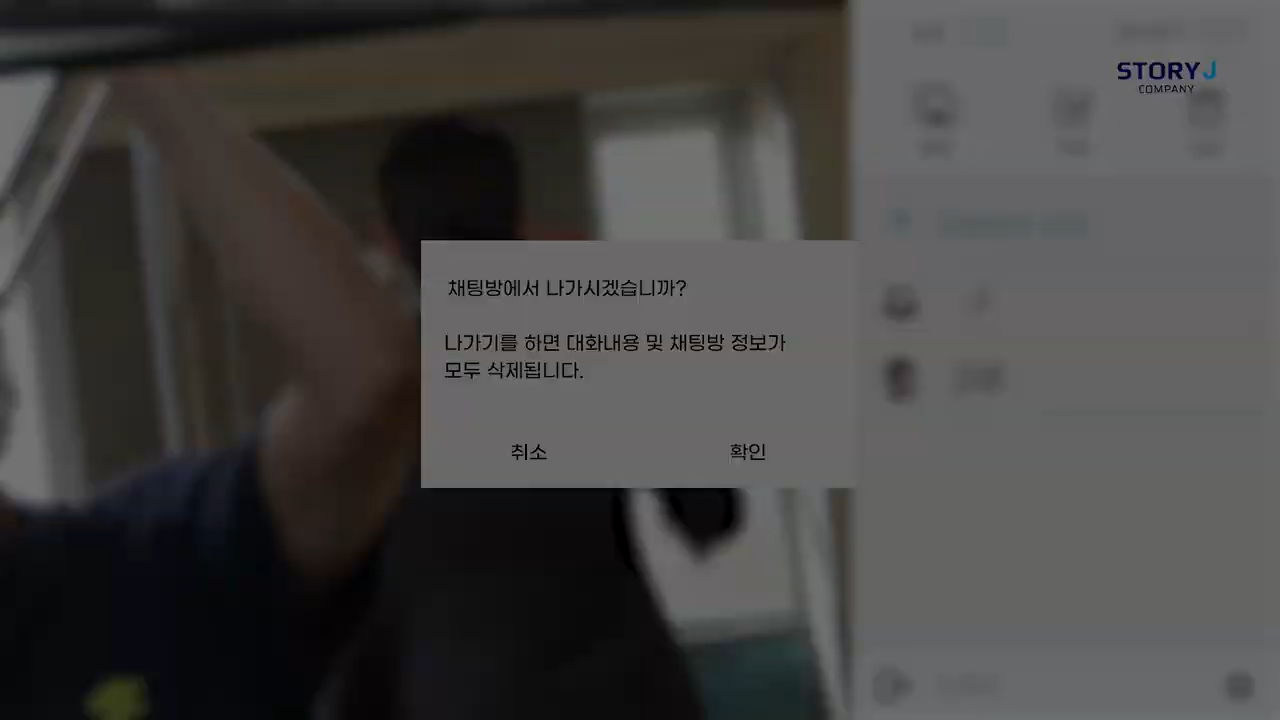 STORY J
COMPANY
채팅방에서 나가시겠습니까?
나가기를 하면 대화내용 및 채팅방 정보가
모두 삭제됩니다.
취소
확인